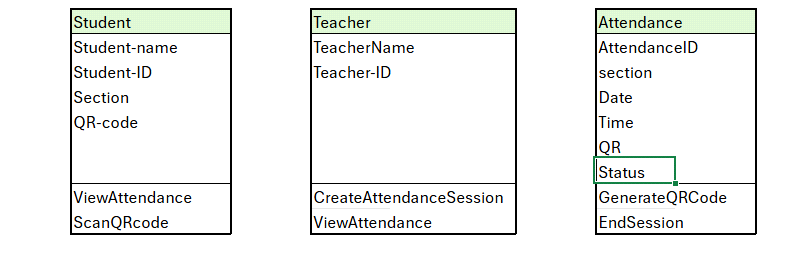 Student
Student-name
Student-ID
Section
QR-code
ViewAttendance
ScanQRcode
Teacher
TeacherName
Teacher-ID
CreateAttendanceSession
ViewAttendance
Attendance
AttendanceID
section
Date
Time
QR
Status
GenerateQRCode
EndSession